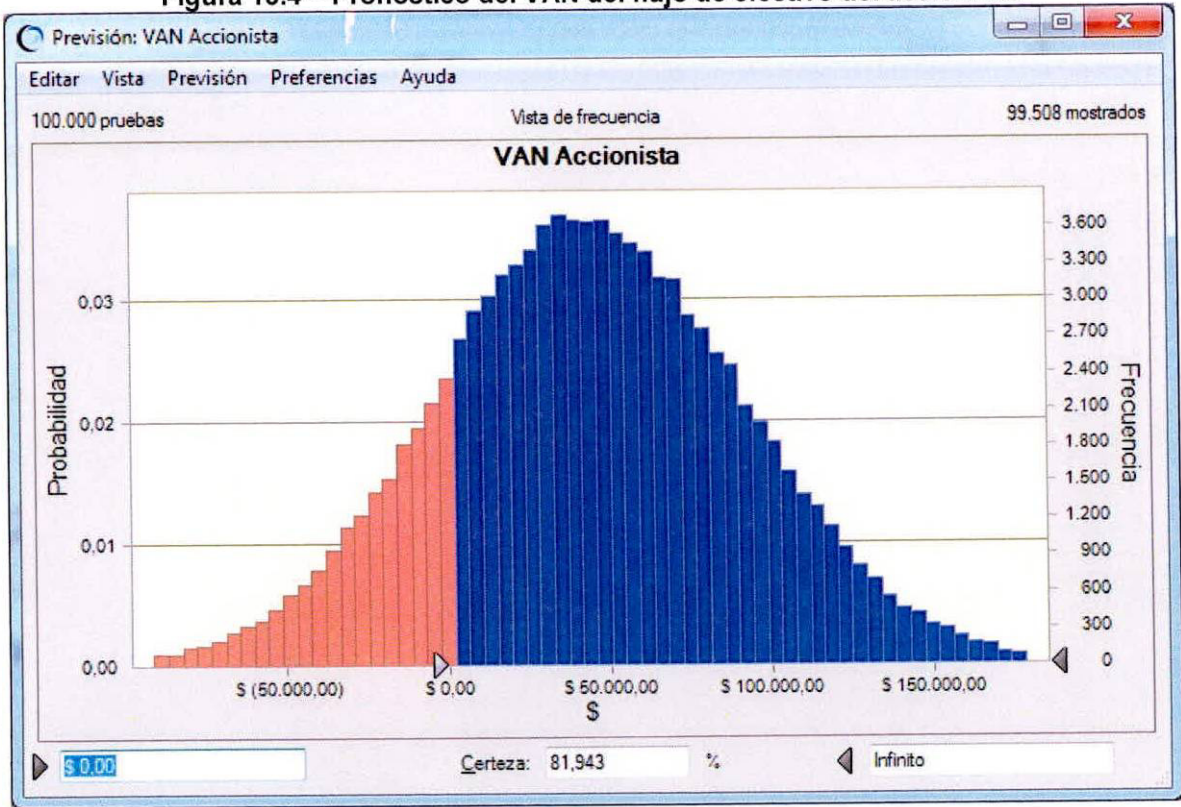 Previsión: VAN Accionista
Editar Vista Previsión Preferencias Ayuda
100.000 pruebas
Vista de frecuencia
99.508 mostrados
VAN Accionista
Probabilidad
0,03
0,02
0,01
0,00
3.600
3.300
3.000
2.700
2.400
2.100
1.800
1.500
1.200
900
600
300
0
Frecuencia
$ (50.000,00)
$ 0,00
$ 50.000,00
$ 100.000,00
$ 150.000,00
$
$ 0,00
Certeza: 81,943 %
Infinito